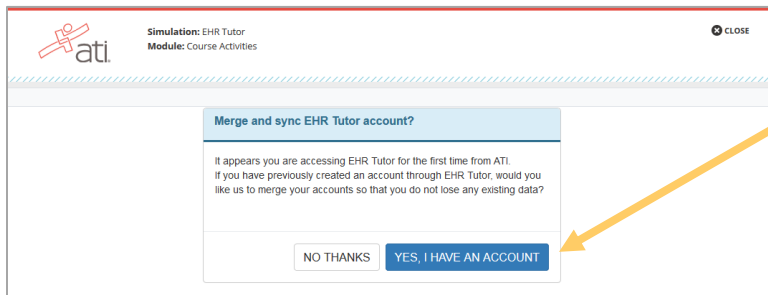 ati.
Simulation: EHR Tutor
Module: Course Activities
CLOSE
Merge and sync EHR Tutor account?
It appears you are accessing EHR Tutor for the first time from ATI.
If you have previously created an account through EHR Tutor, would you
like us to merge your accounts so that you do not lose any existing data?
NO THANKS
YES, I HAVE AN ACCOUNT